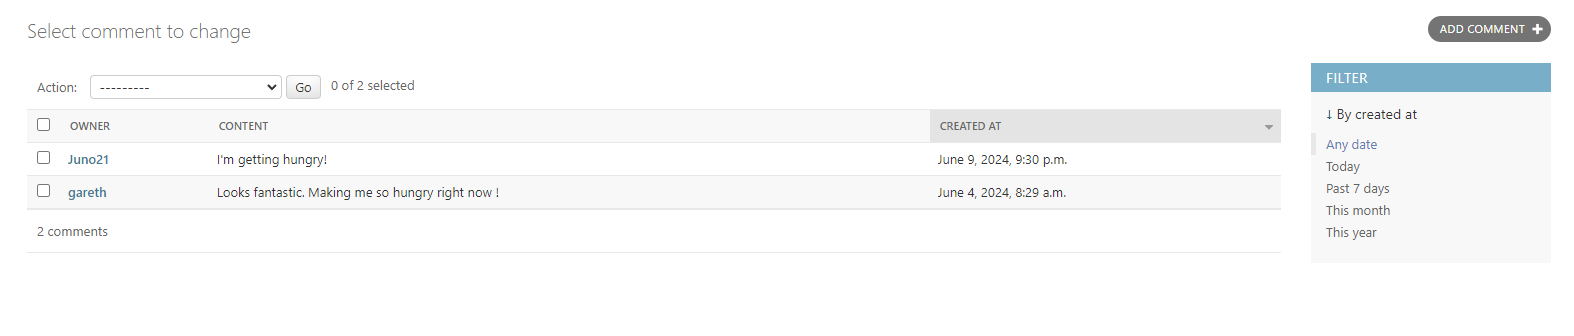 Select comment to change
ADD COMMENT +
Action: --------- Go 0 of 2 selected
OWNER CONTENT CREATED AT
Juno21 I'm getting hungry! June 9, 2024, 9:30 p.m.
gareth Looks fantastic. Making me so hungry right now ! June 4, 2024, 8:29 a.m.
2 comments
FILTER
↓ By created at
Any date
Today
Past 7 days
This month
This year